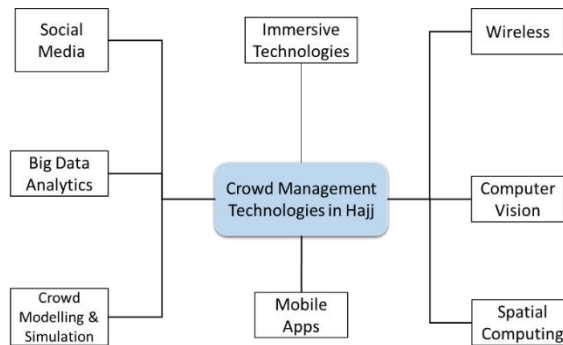 Social
Media
Immersive
Technologies
Wireless
Big Data
Analytics
Crowd Management
Technologies in Hajj
Computer
Vision
Crowd
Modelling &
Simulation
Mobile
Apps
Spatial
Computing